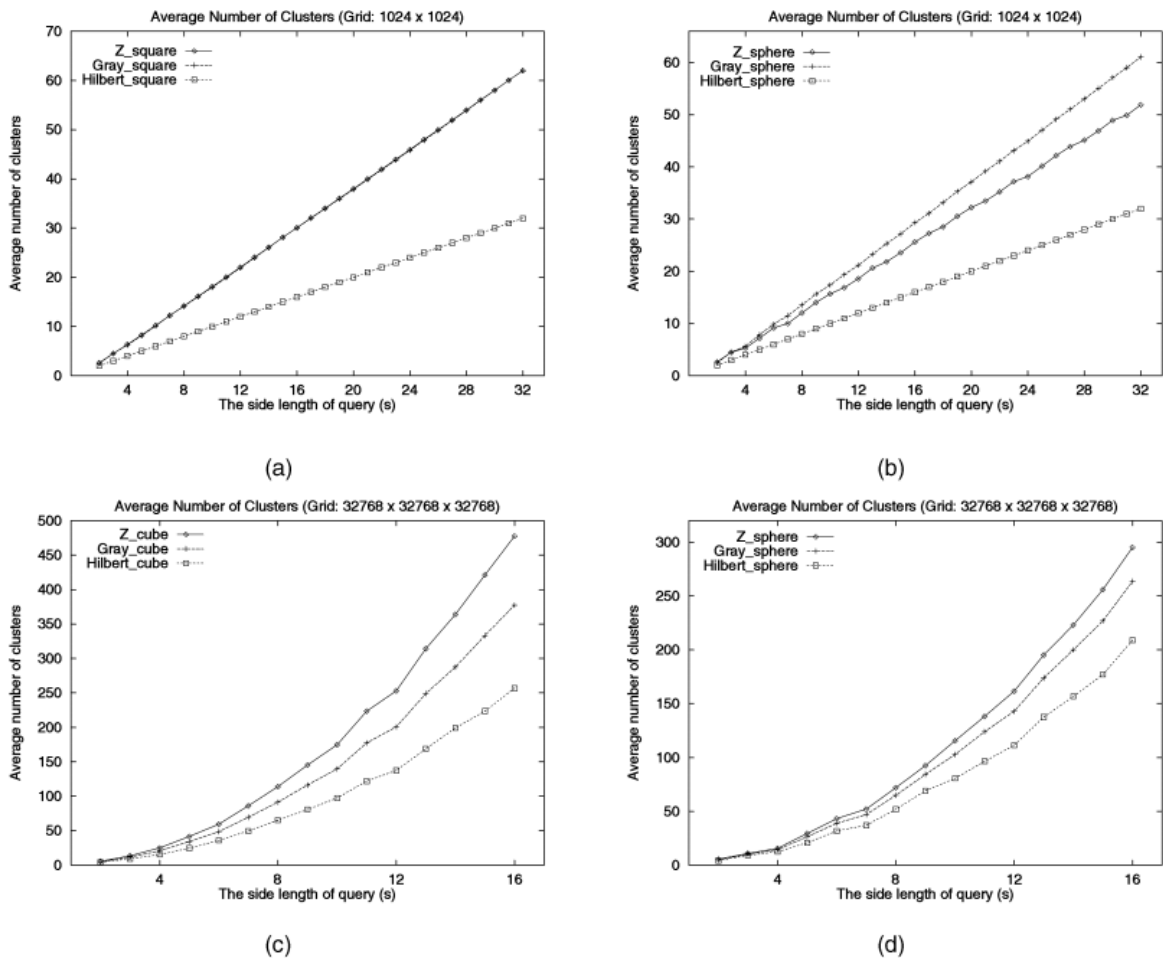 Average Number of Clusters (Grid: 1024 x 1024)
70
60
50
40
30
20
10
0
Average number of clusters
Z_square
Gray_square
Hilbert_square
4 8 12 16 20 24 28 32
The side length of query (s)
(a)
Average Number of Clusters (Grid: 1024 x 1024)
60
50
40
30
20
10
0
Average number of clusters
Z_sphere
Gray_sphere
Hilbert_sphere
4 8 12 16 20 24 28 32
The side length of query (s)
(b)
Average Number of Clusters (Grid: 32768 x 32768 x 32768)
500
450
400
350
300
250
200
150
100
50
0
Average number of clusters
Z_cube
Gray_cube
Hilbert_cube
4 8 12 16
The side length of query (s)
(c)
Average Number of Clusters (Grid: 32768 x 32768 x 32768)
300
250
200
150
100
50
0
Average number of clusters
Z_sphere
Gray_sphere
Hilbert_sphere
4 8 12 16
The side length of query (s)
(d)